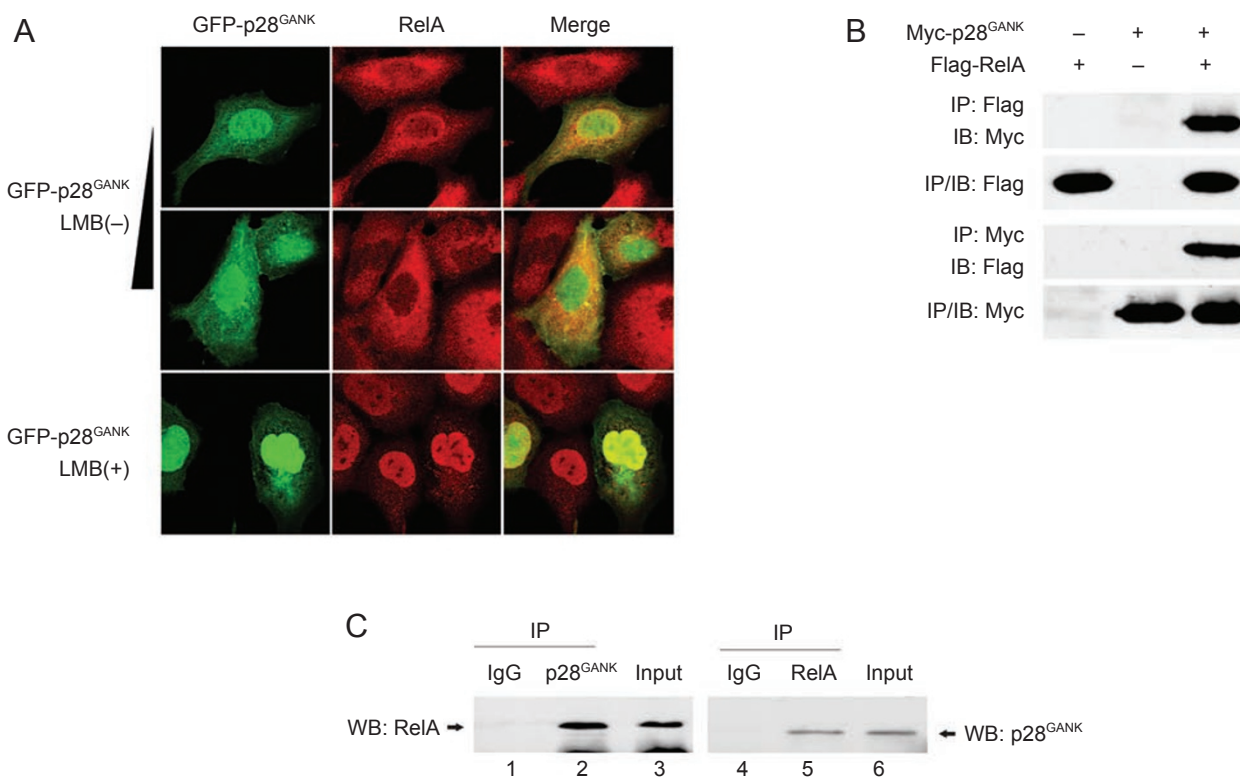 A
GFP-p28GANK RelA Merge
GFP-p28GANK
LMB(–)
GFP-p28GANK
LMB(+)
B
Myc-p28GANK – + +
Flag-RelA + – +
IP: Flag
IB: Myc
IP/IB: Flag
IP: Myc
IB: Flag
IP/IB: Myc
C
IP IP
IgG p28GANK Input IgG RelA Input
WB: RelA WB: p28GANK
1 2 3 4 5 6